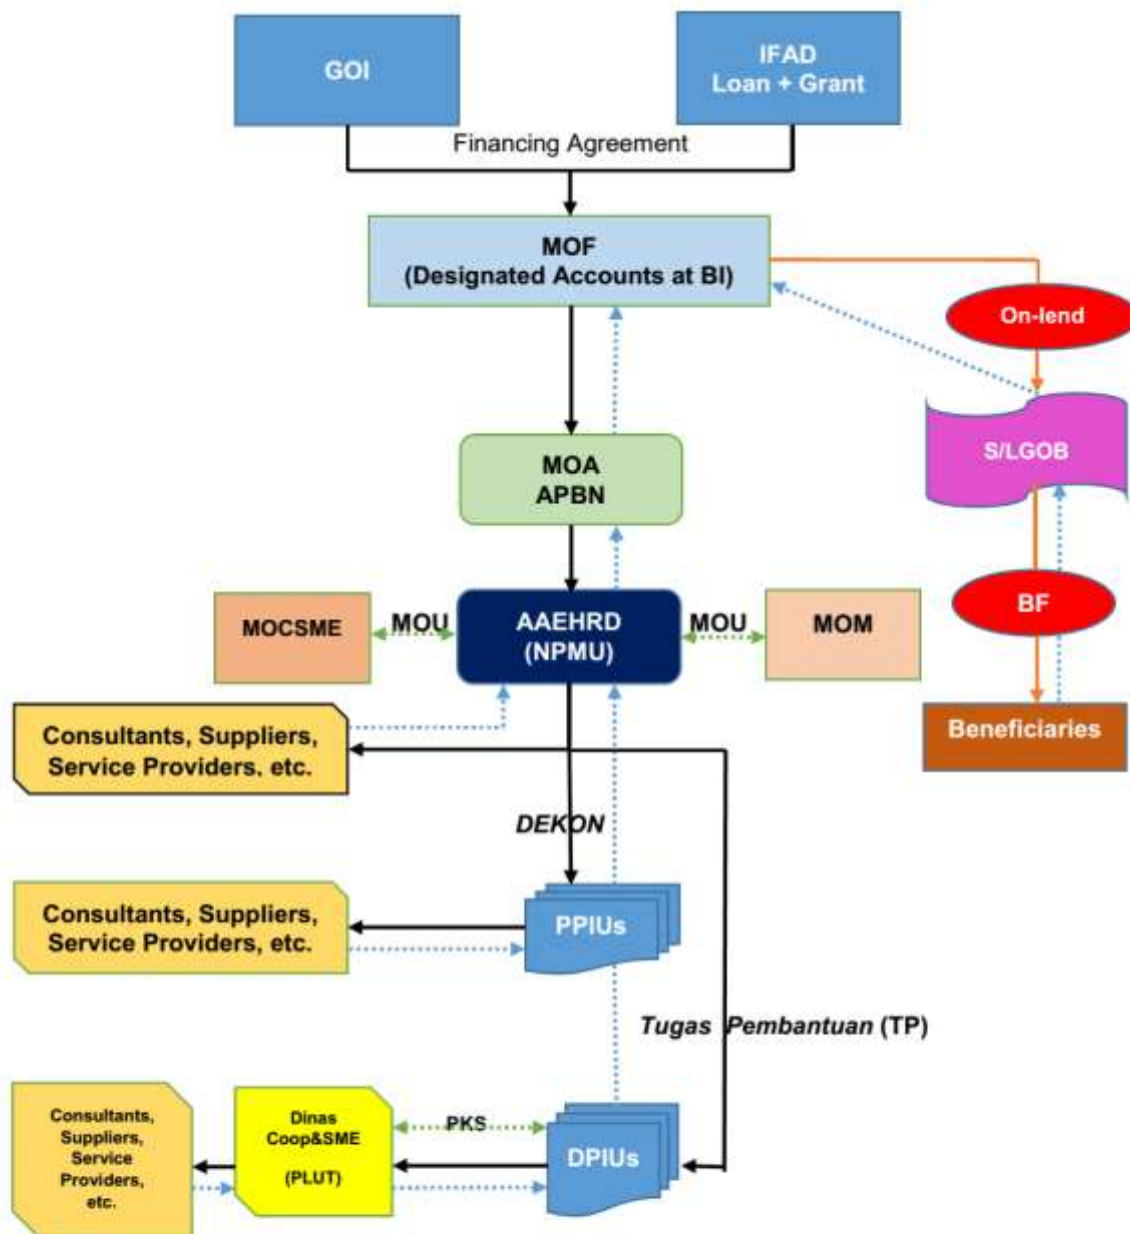 GOI
IFAD
Loan + Grant
Financing Agreement
MOF
(Designated Accounts at BI)
On-lend
S/LGOB
MOA
APBN
MOCSME
MOU
AAEHRD
(NPMU)
MOU
MOM
BF
Beneficiaries
Consultants, Suppliers,
Service Providers. etc.
DEKON
Consultants, Suppliers,
Service Providers, etc.
PPIUs
Tugas Pembantuan (TP)
Consultants,
Suppliers,
Service
Providers,
etc.
Dinas
Coop&SME
(PLUT)
PKS
DPIUs